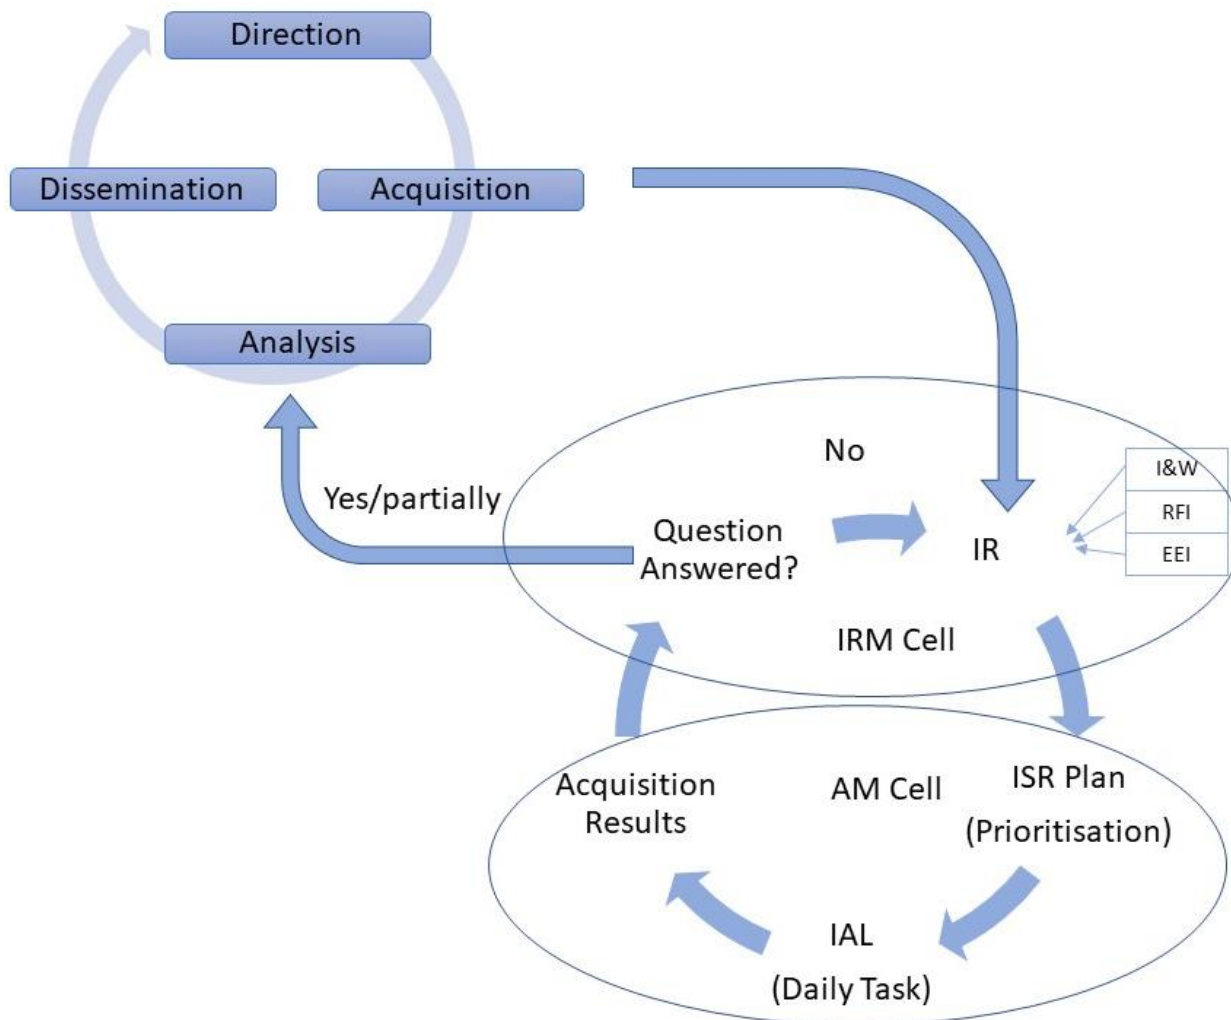 Direction
Dissemination
Acquisition
Analysis
No
I&W
RFI
EEI
Yes/partially
Question
Answered?
IR
IRM Cell
Acquisition
Results
AM Cell
ISR Plan
(Prioritisation)
IAL
(Daily Task)